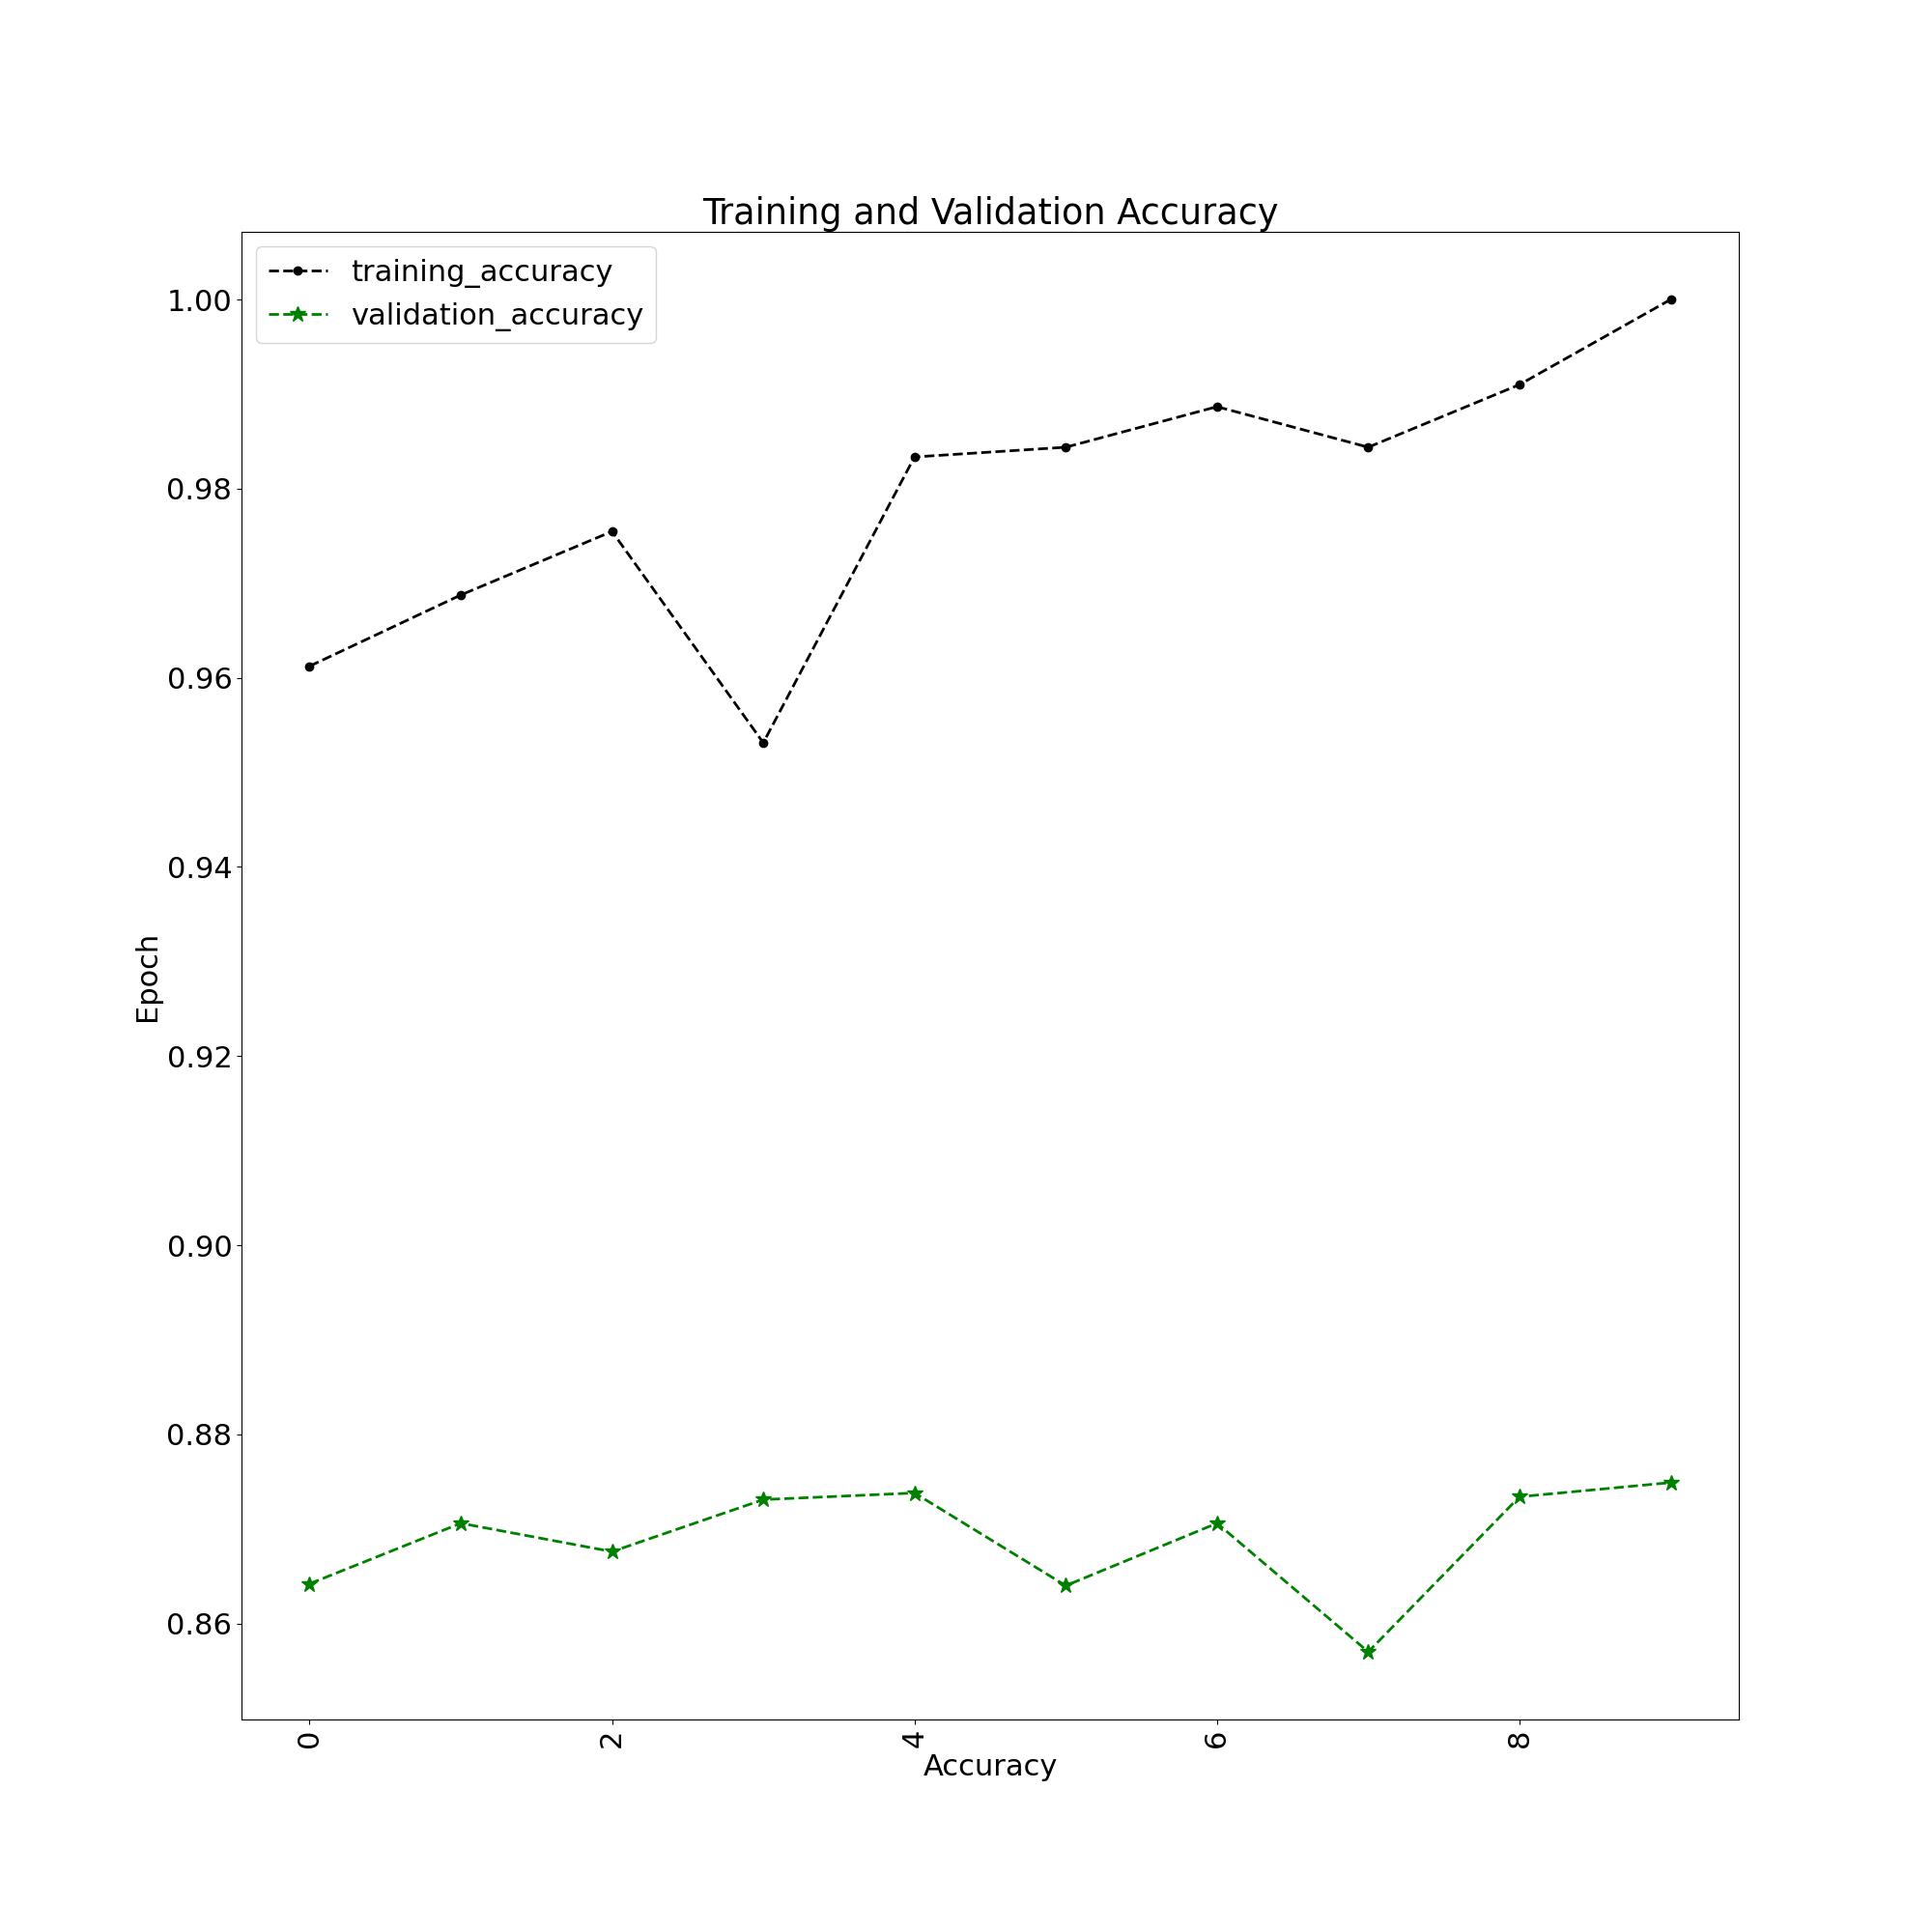 Training and Validation Accuracy
training_accuracy
validation_accuracy
1.00
0.98
0.96
0.94
0.92
0.90
0.88
0.86
Epoch
0 2 4 6 8
Accuracy